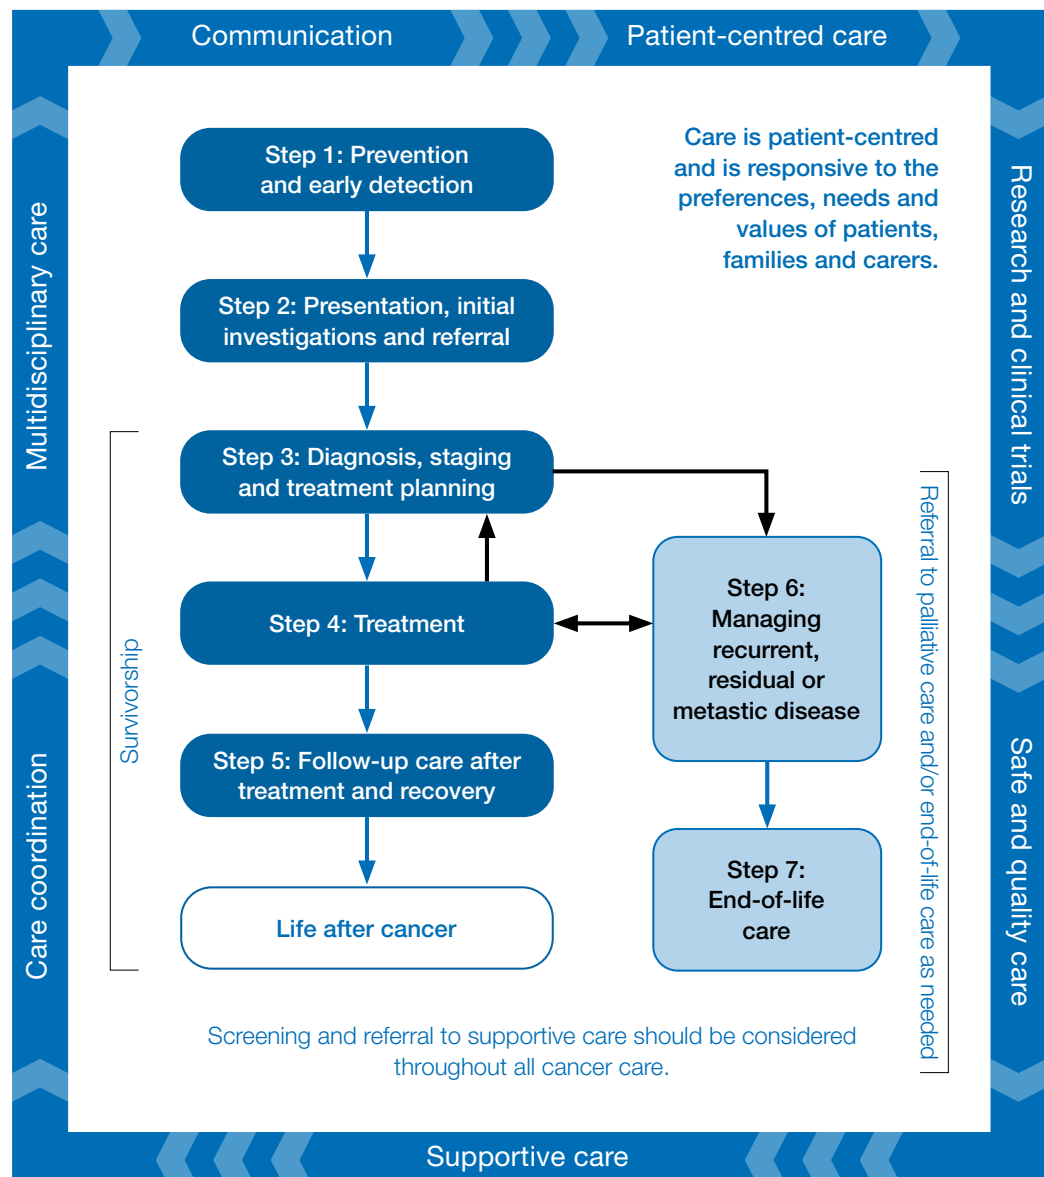 Communication
Patient-centred care
Care is patient-centred
and is responsive to the
preferences, needs and
values of patients,
families and carers.
Step 1: Prevention
and early detection
Step 2: Presentation, initial
investigations and referral
Step 3: Diagnosis, staging
and treatment planning
Step 4: Treatment
Step 5: Follow-up care after
treatment and recovery
Life after cancer
Step 6:
Managing
recurrent,
residual or
metastic disease
Step 7:
End-of-life
care
Survivorship
Referral to palliative care and/or end-of-life care as needed
Screening and referral to supportive care should be considered
throughout all cancer care.
Multidisciplinary care
Care coordination
Research and clinical trials
Safe and quality care
Supportive care